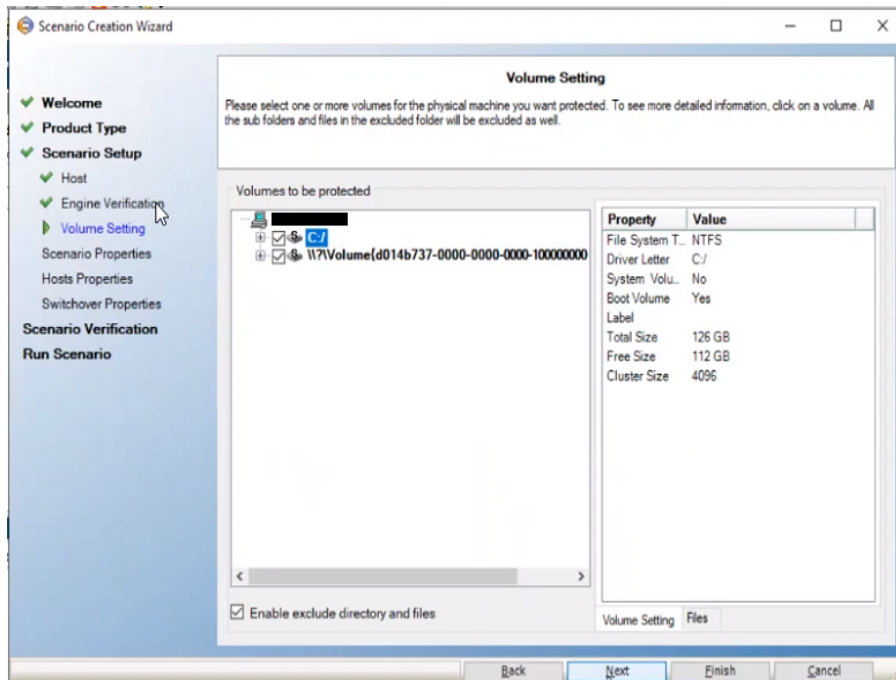 Scenario Creation Wizard
Volume Setting
Please select one or more volumes for the physical machine you want protected. To see more detailed information, click on a volume. All
the sub folders and files in the excluded folder will be excluded as well.
Welcome
Product Type
Scenario Setup
Host
Engine Verification
Volume Setting
Scenario Properties
Hosts Properties
Switchover Properties
Scenario Verification
Run Scenario
Volumes to be protected
C:/
\\?\Volume{d014b737-0000-0000-0000-100000000
Enable exclude directory and files
Property Value
File System T... NTFS
Driver Letter C:/
System Volu... No
Boot Volume Yes
Label
Total Size 126 GB
Free Size 112 GB
Cluster Size 4096
Volume Setting Files
Back Next Finish Cancel